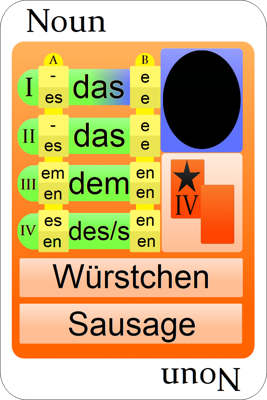 Noun
A B
I - es das e e
II - es das e e
III em en dem en en
IV es en des/s en en
IV
Würstchen
Sausage
Noun